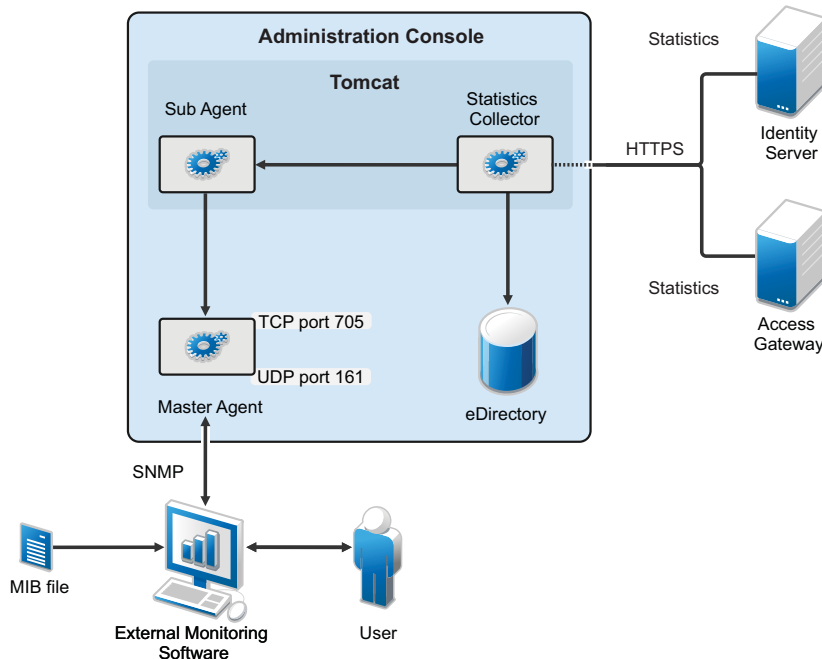 Administration Console
Statistics
Tomcat
Sub Agent
Statistics
Collector
Identity
Server
HTTPS
Statistics
TCP port 705
Access
Gateway
UDP port 161
Master Agent
eDirectory
SNMP
MIB file
External Monitoring
Software
User